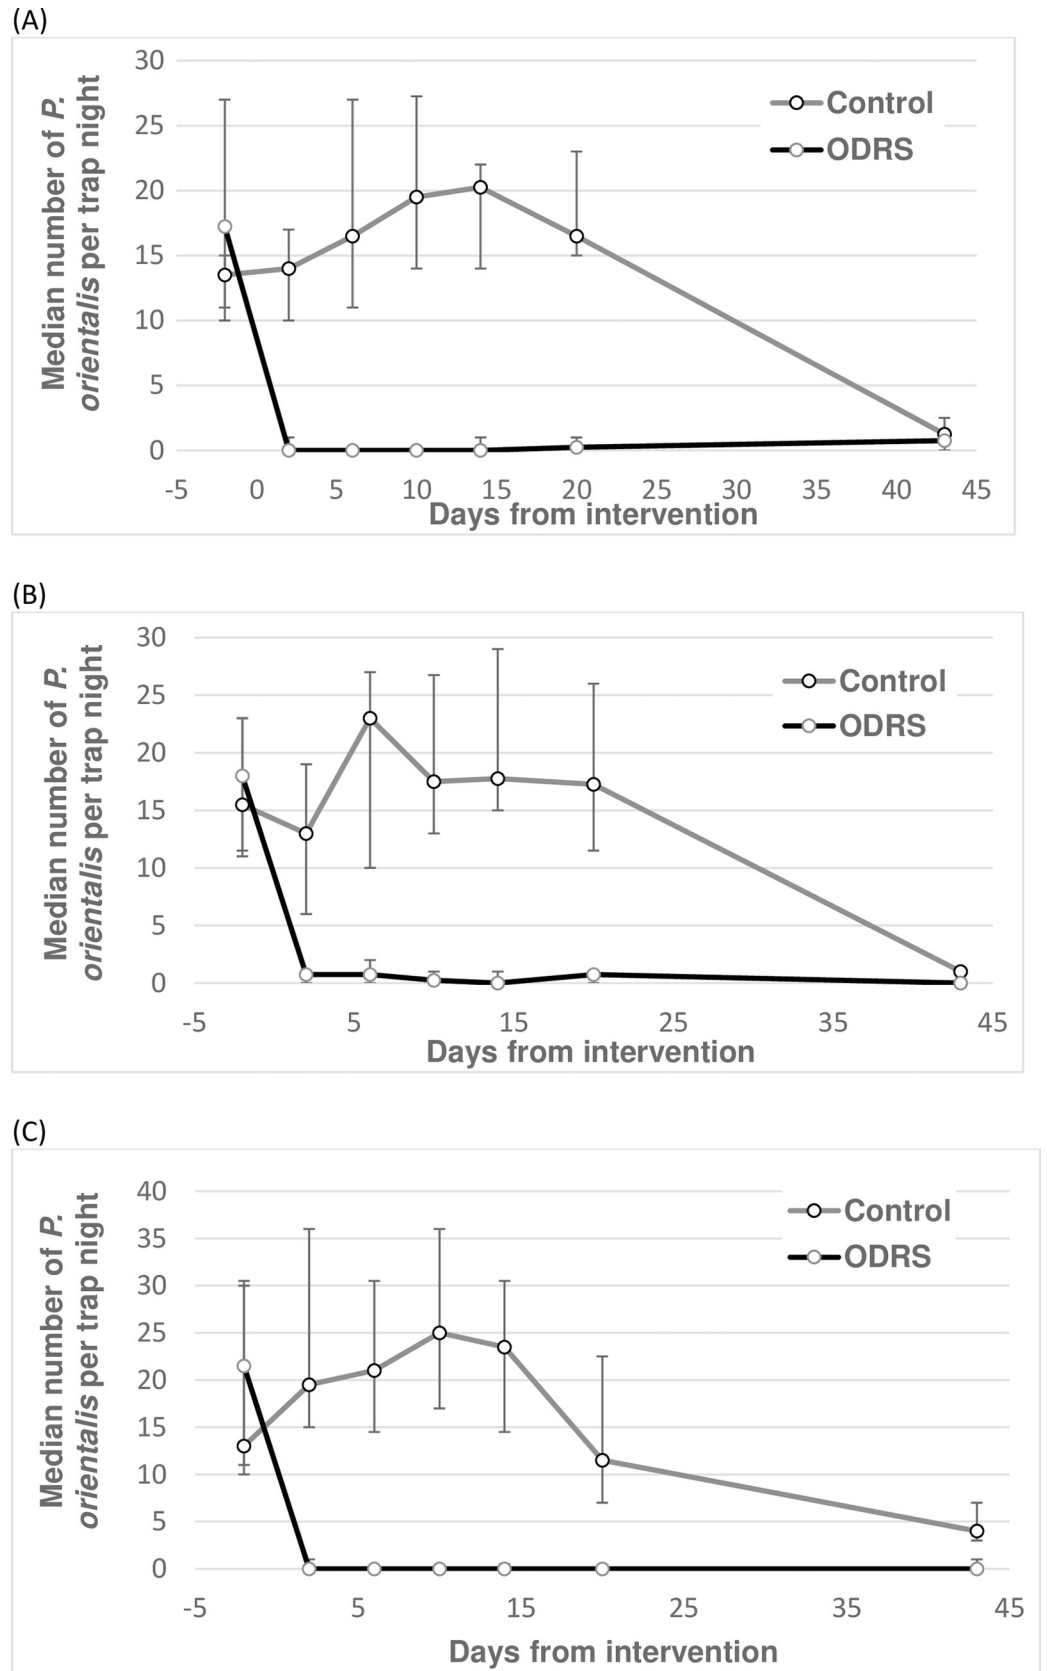 (A)
Median number of P.
orientalis per trap night
30
25
20
15
10
5
0
Control
ODRS
-5 0 5 10 15 20 25 30 35 40 45
Days from intervention
(B)
Median number of P.
orientalis per trap night
30
25
20
15
10
5
0
Control
ODRS
-5 5 15 25 35 45
Days from intervention
(C)
Median number of P.
orientalis per trap night
40
35
30
25
20
15
10
5
0
Control
ODRS
-5 5 15 25 35 45
Days from intervention